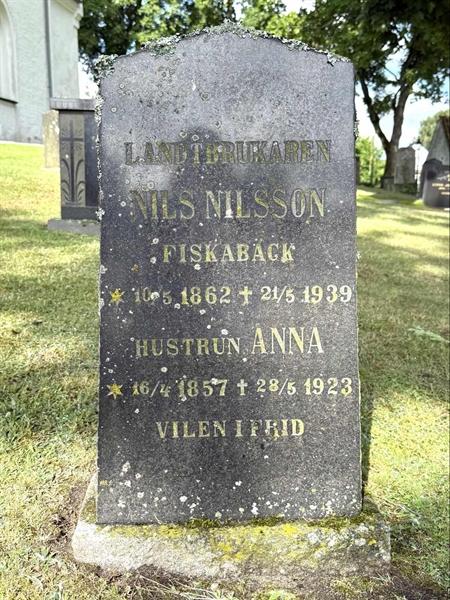 LANDTBRUKAREN
NILS NILSSON
FISKABÄCK
★ 10/5 1862 ✝ 21/5 1939
HUSTRUN ANNA
★ 16/4 1857 ✝ 28/5 1923
VILEN I FRID